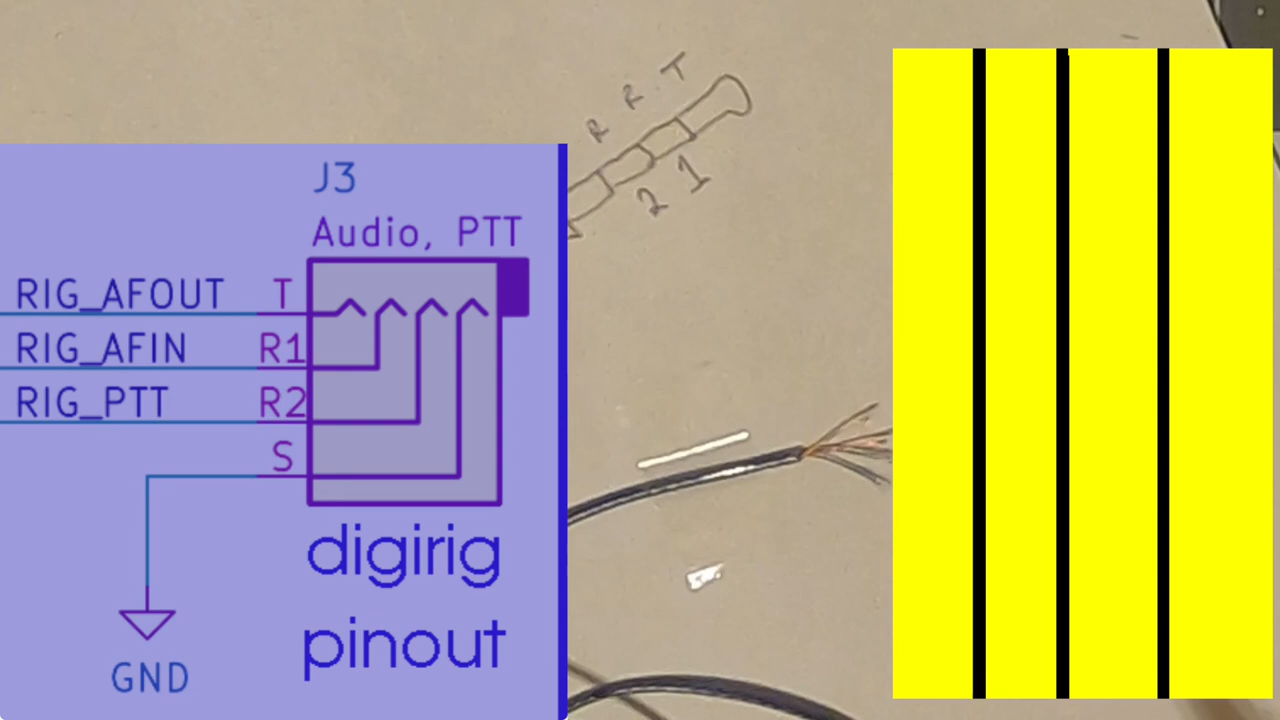 R R T
2 1
J3
Audio, PTT
RIG_AFOUT T
RIG_AFIN R1
RIG_PTT R2
S
GND
digirig
pinout